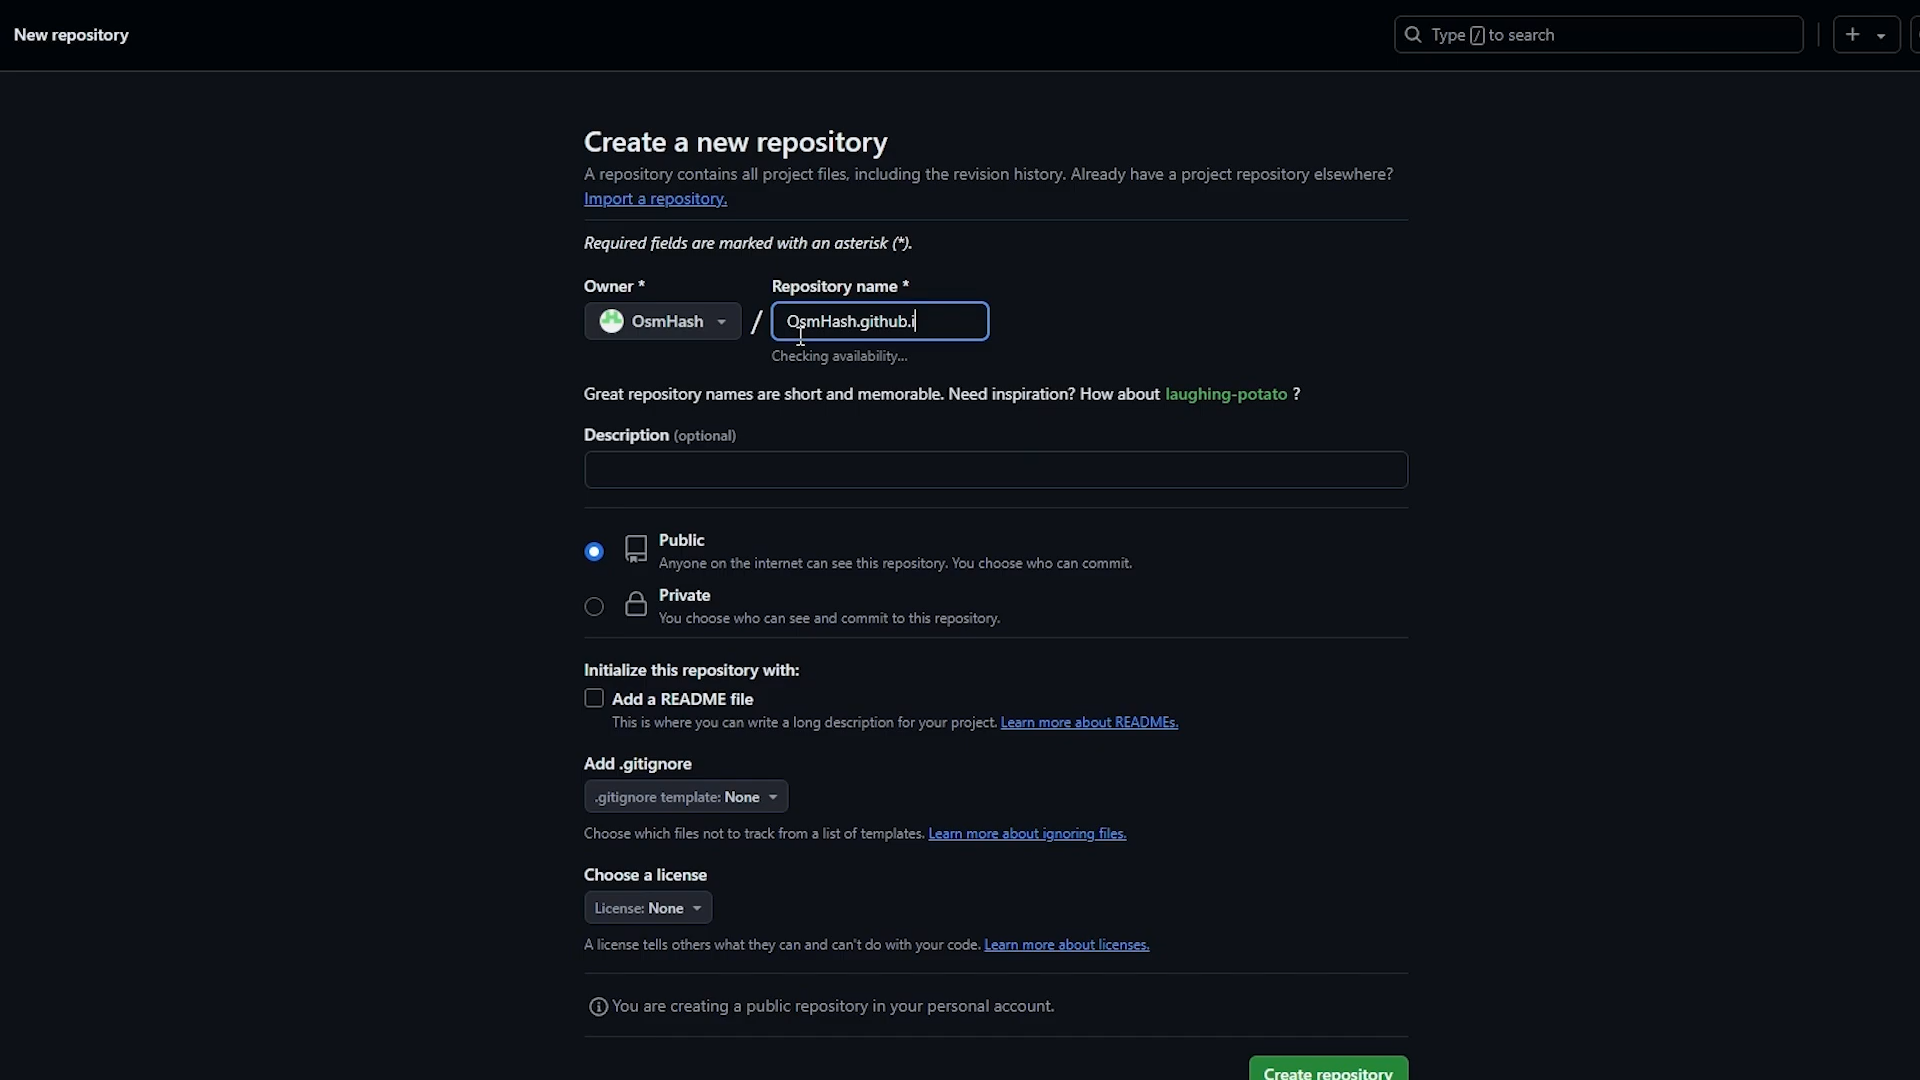 New repository
Type / to search
Create a new repository
A repository contains all project files, including the revision history. Already have a project repository elsewhere?
Import a repository.
Required fields are marked with an asterisk (*).
Owner * Repository name *
OsmHash / OsmHash.github.i
Checking availability...
Great repository names are short and memorable. Need inspiration? How about laughing-potato ?
Description (optional)
Public
Anyone on the internet can see this repository. You choose who can commit.
Private
You choose who can see and commit to this repository.
Initialize this repository with:
Add a README file
This is where you can write a long description for your project. Learn more about READMEs.
Add .gitignore
.gitignore template: None
Choose which files not to track from a list of templates. Learn more about ignoring files.
Choose a license
License: None
A license tells others what they can and can't do with your code. Learn more about licenses.
You are creating a public repository in your personal account.
Create repository